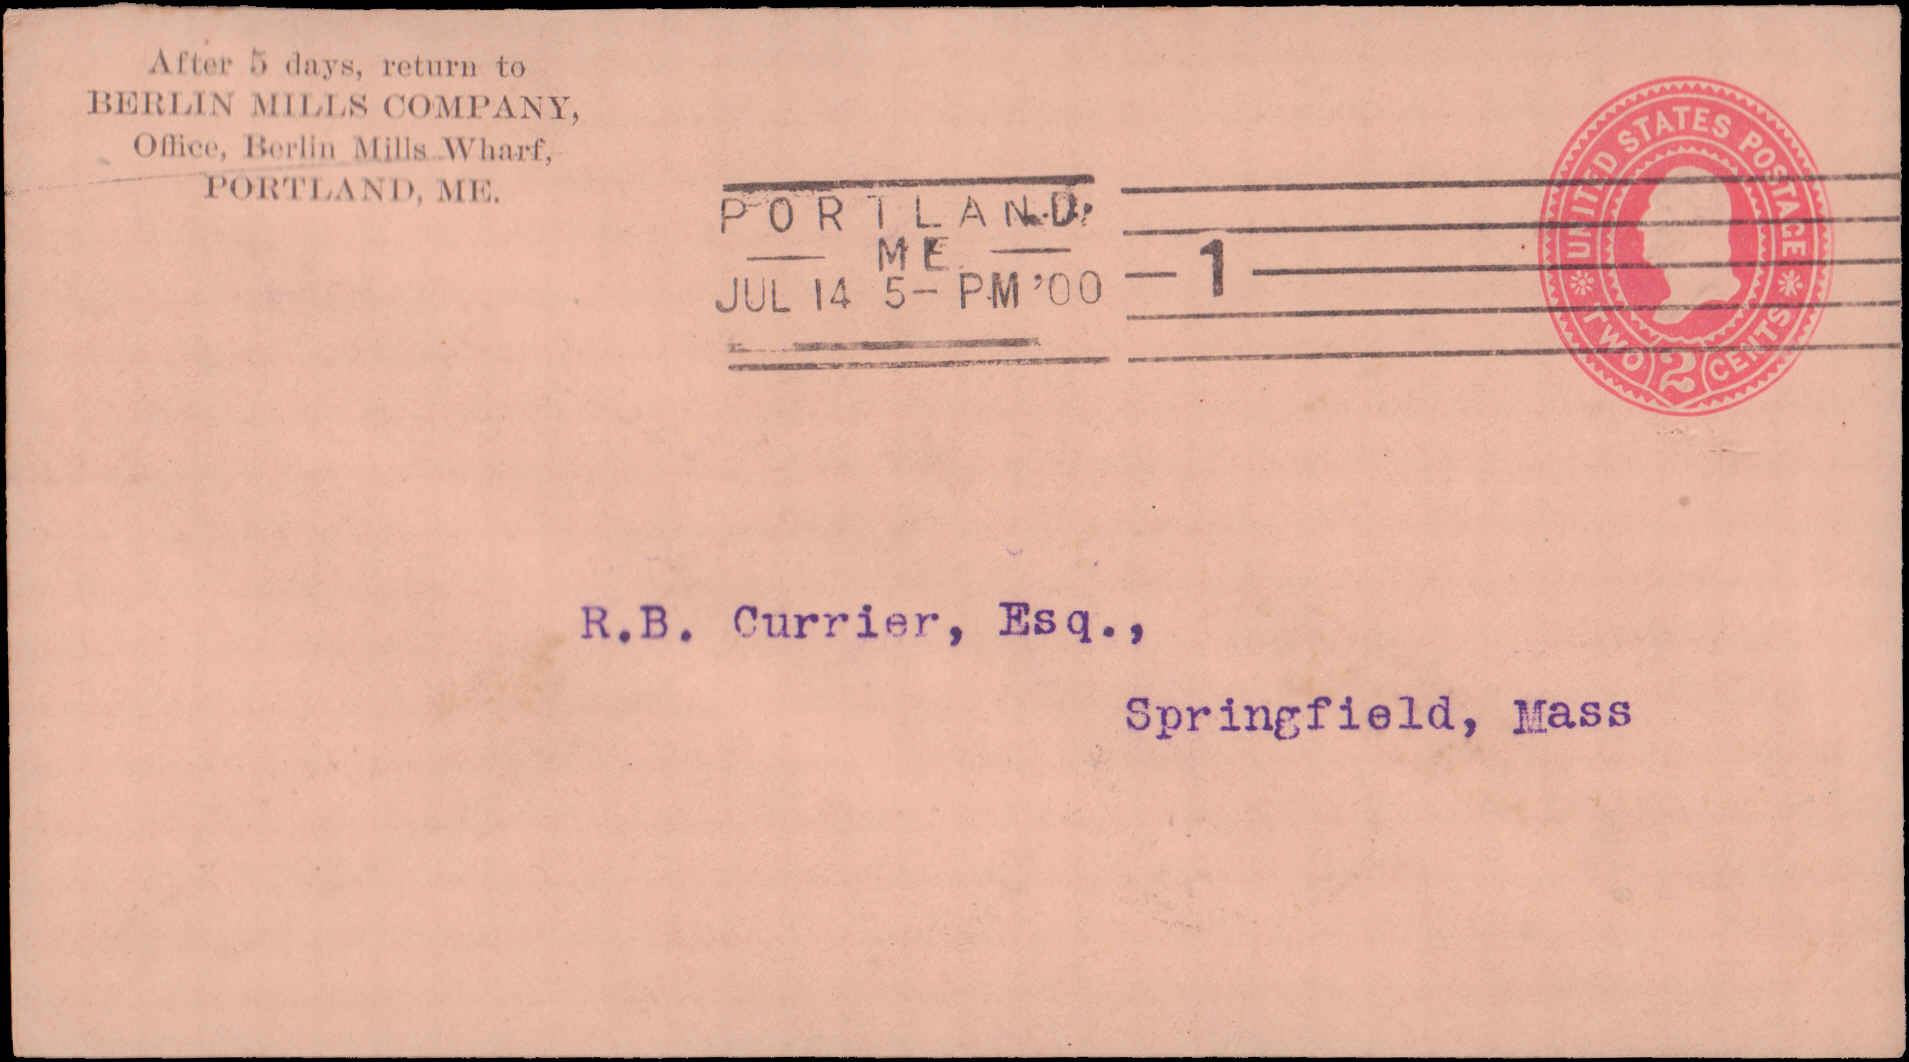 After 5 days, return to
BERLIN MILLS COMPANY,
Office, Berlin Mills Wharf,
PORTLAND, ME.
PORTLAND,
ME.
JUL 14 5- PM '00
1
UNITED STATES POSTAGE
TWO 2 CENTS
R.B. Currier, Esq.,
Springfield, Mass